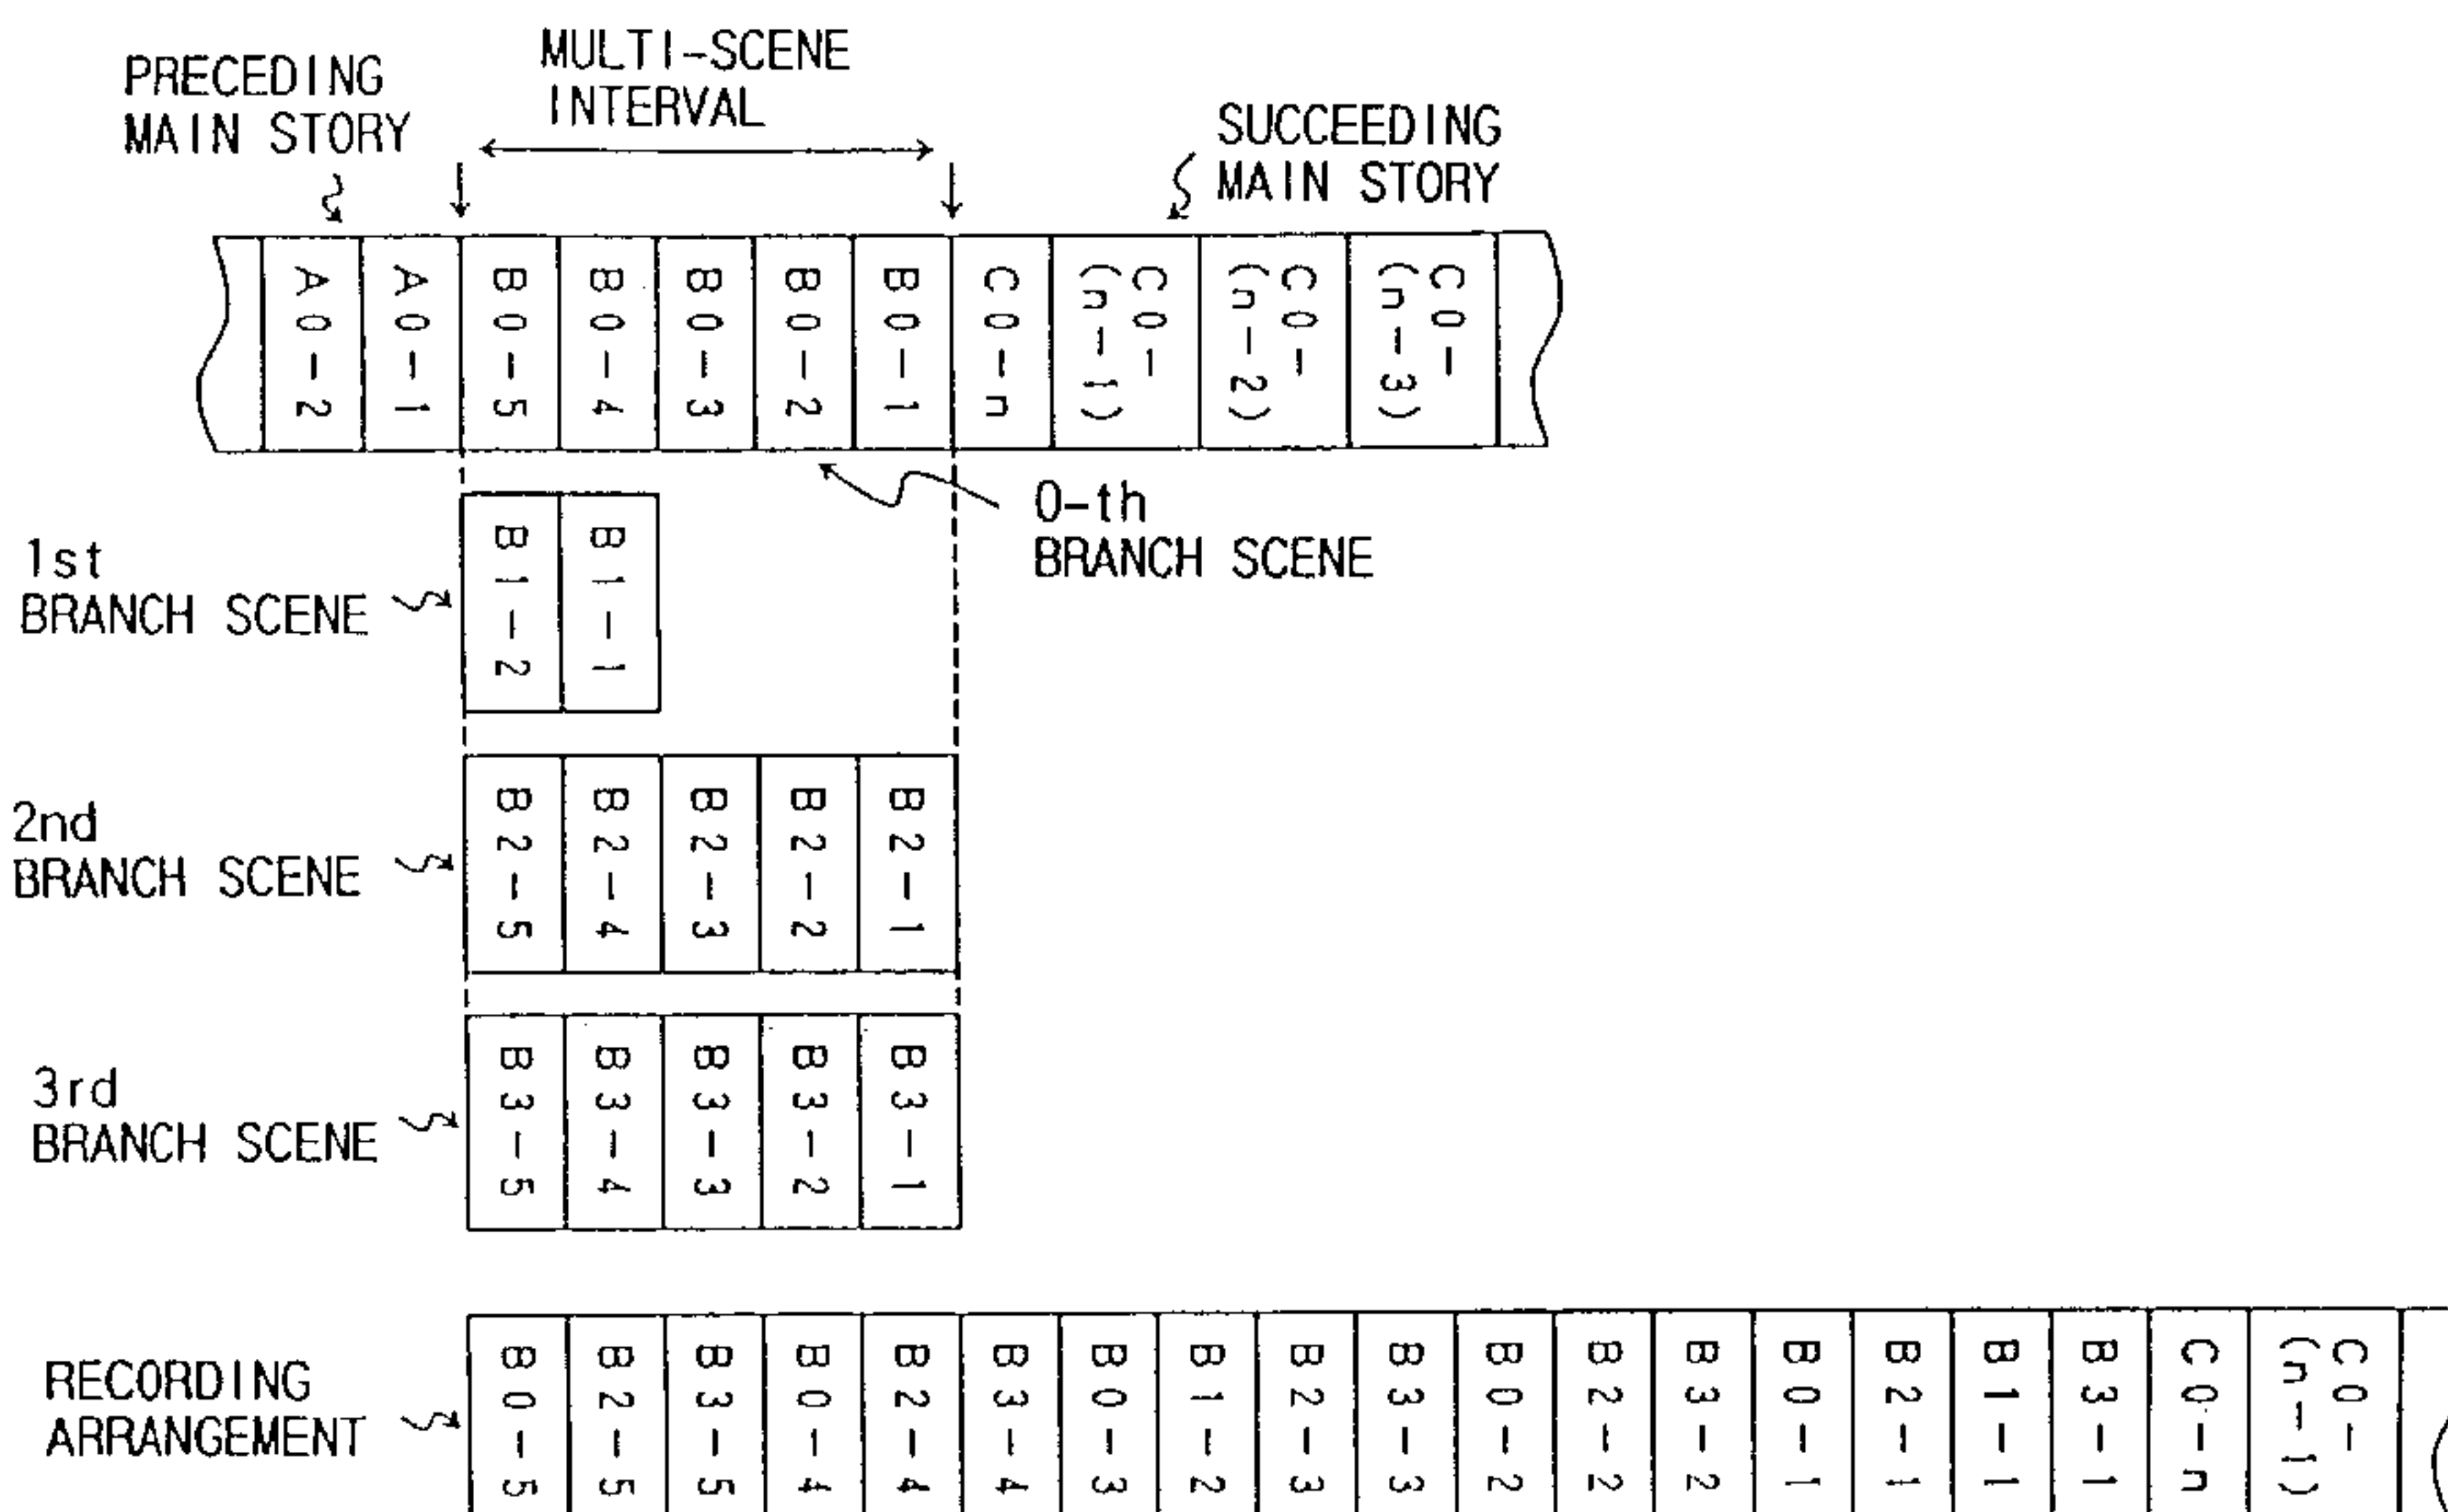 PRECEDING
MAIN STORY
MULTI-SCENE
INTERVAL
SUCCEEDING
MAIN STORY
A0-2
A0-1
B0-5
B0-4
B0-3
B0-2
B0-1
C0-n
C0-
(n-1)
C0-
(n-2)
C0-
(n-3)
0-th
BRANCH SCENE
1st
BRANCH SCENE
B1-2
B1-1
2nd
BRANCH SCENE
B2-5
B2-4
B2-3
B2-2
B2-1
3rd
BRANCH SCENE
B3-5
B3-4
B3-3
B3-2
B3-1
RECORDING
ARRANGEMENT
B0-5
B2-5
B3-5
B0-4
B2-4
B3-4
B0-3
B1-2
B2-3
B3-3
B0-2
B2-2
B3-2
B0-1
B2-1
B1-1
B3-1
C0-n
C0-
(n-1)